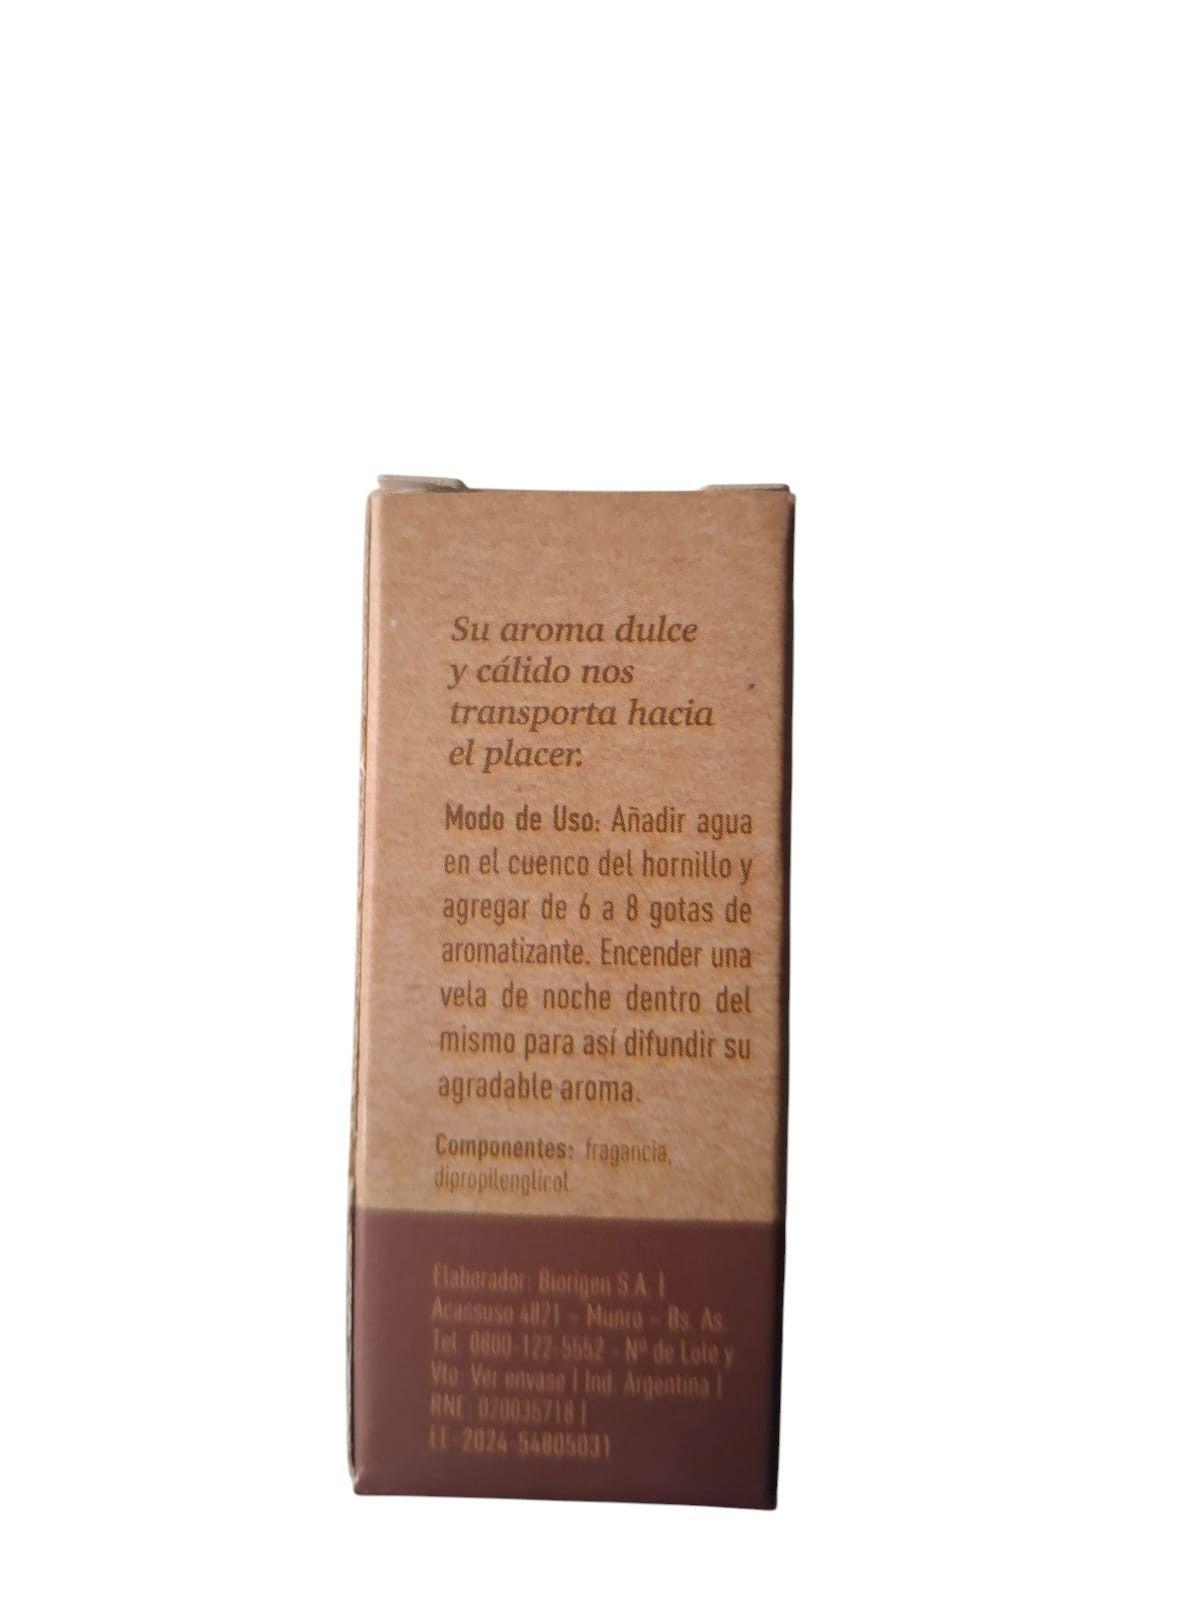 Su aroma dulce
y cálido nos
transporta hacia
el placer.
Modo de Uso: Añadir agua
en el cuenco del hornillo y
agregar de 6 a 8 gotas de
aromatizante. Encender una
vela de noche dentro del
mismo para así difundir su
agradable aroma.
Componentes: fragancia,
dipropilenglicol.
Elaborador: Biorigen S.A. |
Acassuso 4821 - Munro - Bs. As.
Tel: 0800-122-5552 - Nº de Lote y
Vto: Ver envase | Ind. Argentina |
RNE: 020035718 |
EE-2024-54805031